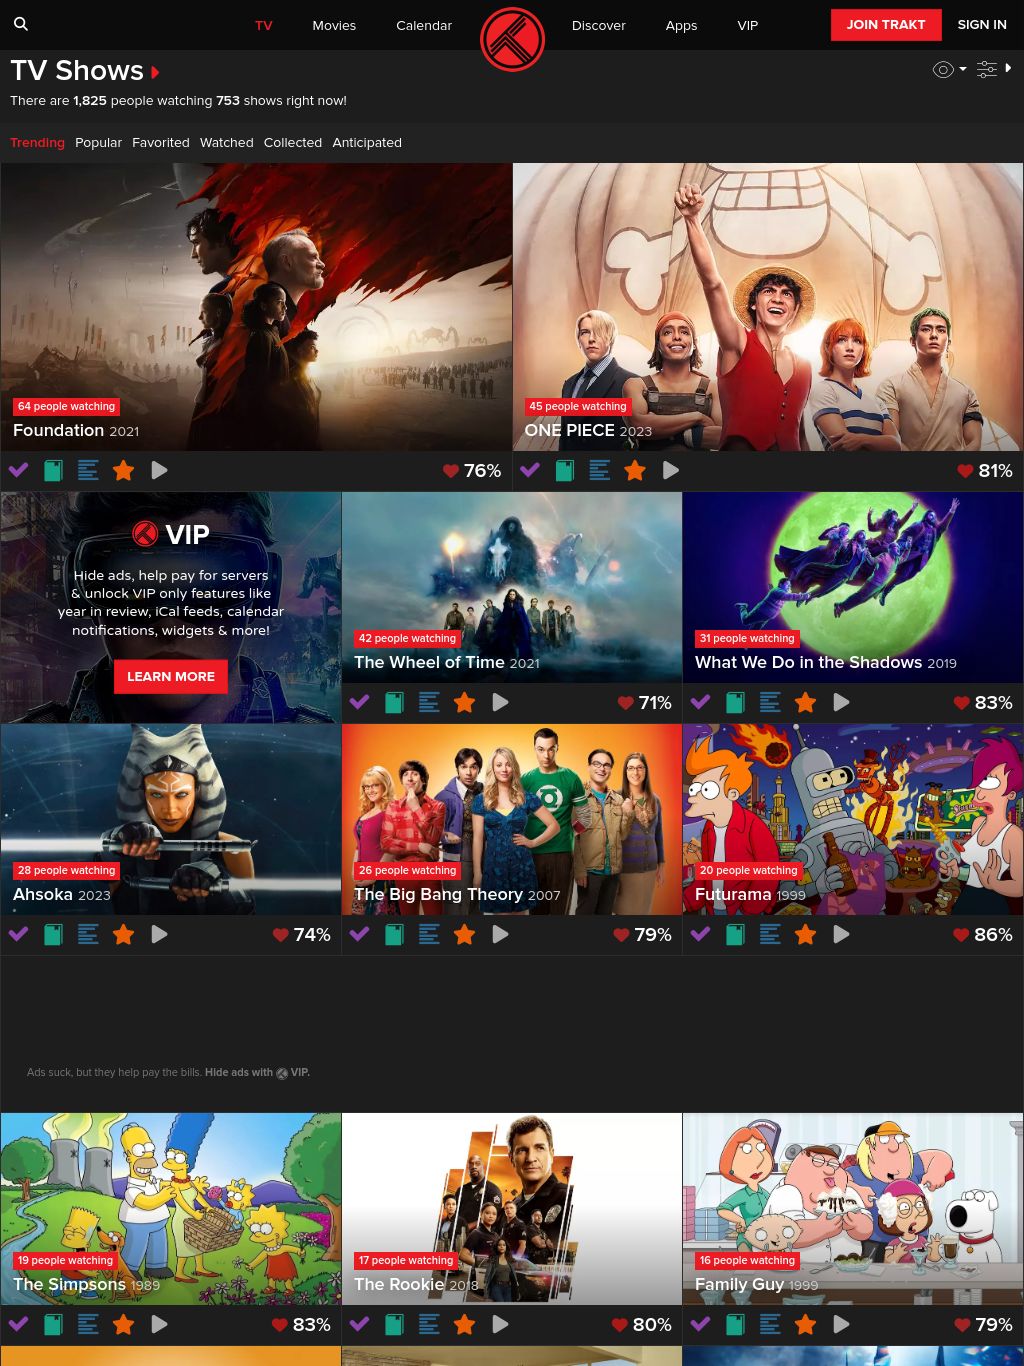 TV
Movies
Calendar
Discover
Apps
VIP
JOIN TRAKT
SIGN IN
TV Shows
There are 1,825 people watching 753 shows right now!
Trending Popular Favorited Watched Collected Anticipated
64 people watching
Foundation 2021
76%
45 people watching
ONE PIECE 2023
81%
VIP
Hide ads, help pay for servers
& unlock VIP only features like
year in review, iCal feeds, calendar
notifications, widgets & more!
LEARN MORE
42 people watching
The Wheel of Time 2021
71%
31 people watching
What We Do in the Shadows 2019
83%
28 people watching
Ahsoka 2023
74%
26 people watching
The Big Bang Theory 2007
79%
20 people watching
Futurama 1999
86%
Ads suck, but they help pay the bills. Hide ads with VIP.
19 people watching
The Simpsons 1989
83%
17 people watching
The Rookie 2018
80%
16 people watching
Family Guy 1999
79%